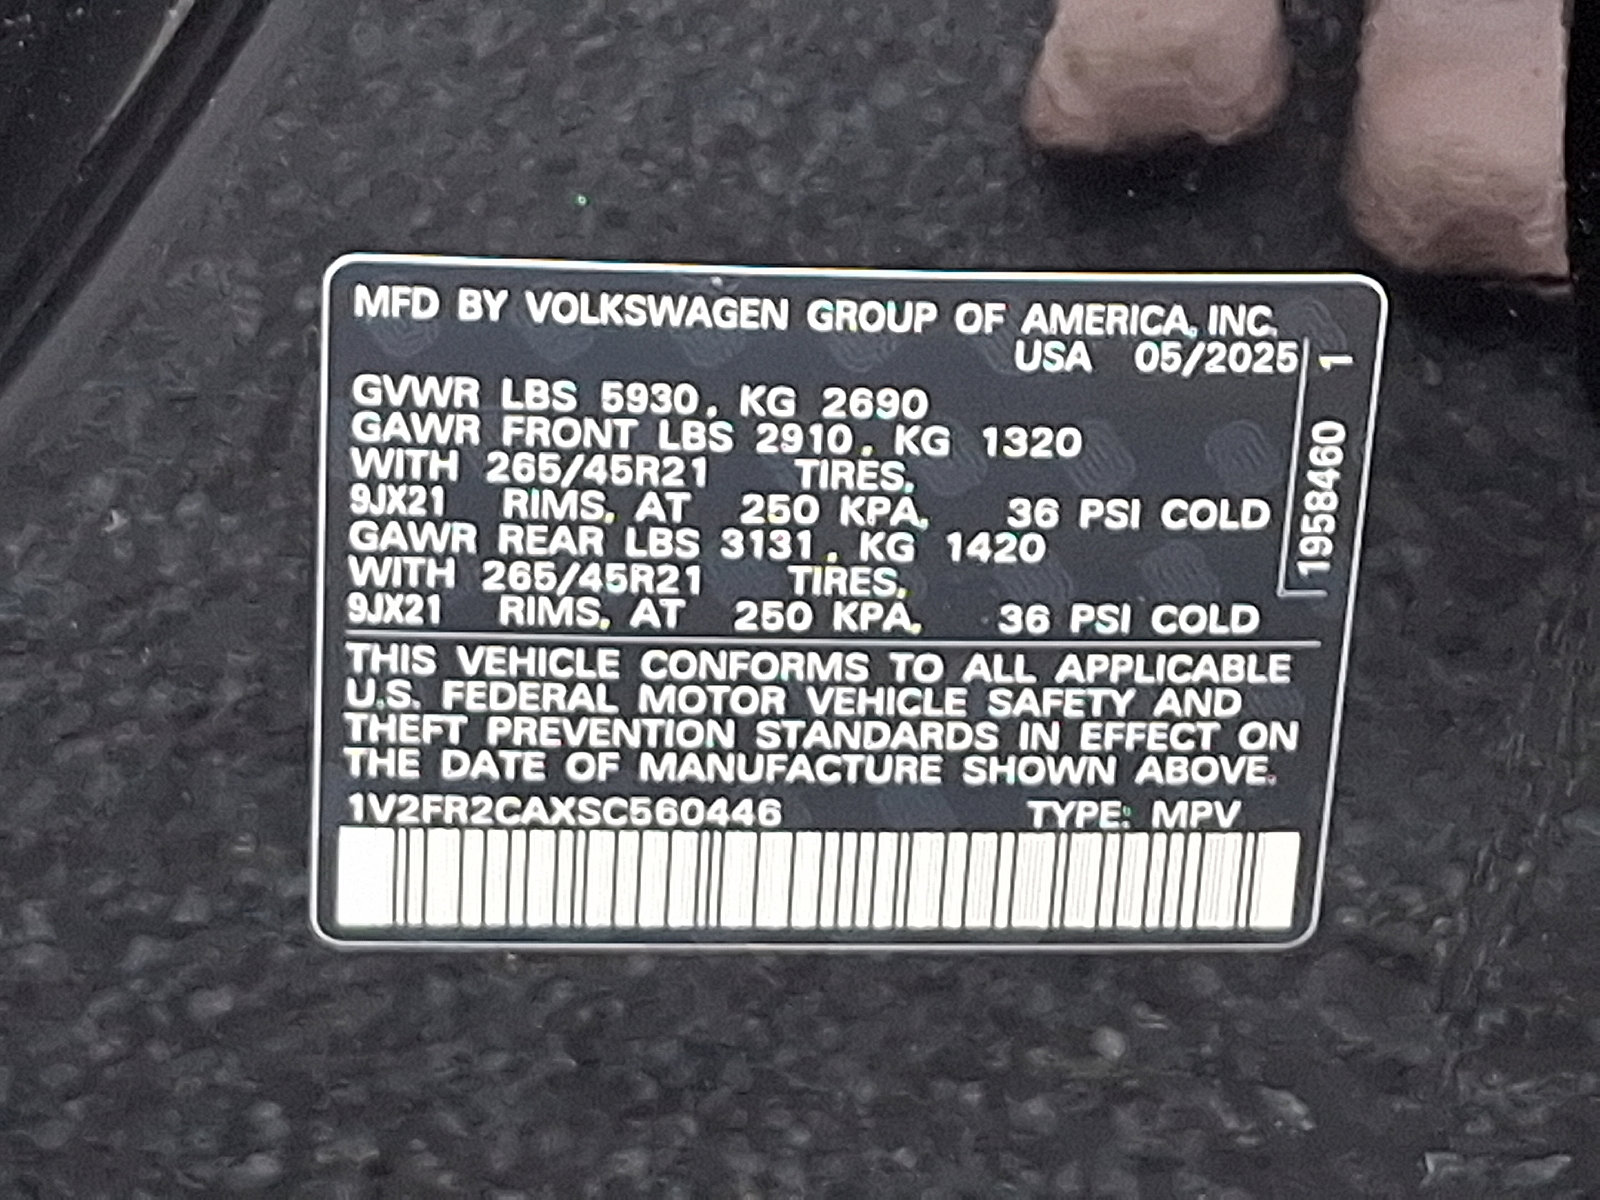 MFD BY VOLKSWAGEN GROUP OF AMERICA, INC.
USA 05/2025
GVWR LBS 5930, KG 2690
GAWR FRONT LBS 2910, KG 1320
WITH 265/45R21 TIRES,
9JX21 RIMS, AT 250 KPA, 36 PSI COLD
GAWR REAR LBS 3131, KG 1420
WITH 265/45R21 TIRES,
9JX21 RIMS, AT 250 KPA, 36 PSI COLD
1958460 1
THIS VEHICLE CONFORMS TO ALL APPLICABLE
U.S. FEDERAL MOTOR VEHICLE SAFETY AND
THEFT PREVENTION STANDARDS IN EFFECT ON
THE DATE OF MANUFACTURE SHOWN ABOVE.
1V2FR2CAXSC560446 TYPE: MPV